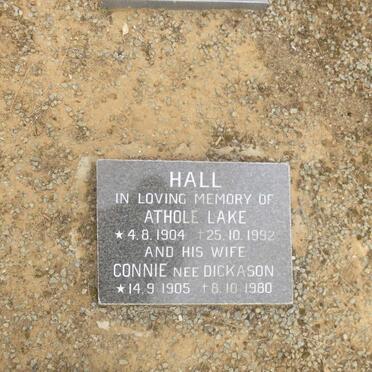 HALL
IN LOVING MEMORY OF
ATHOLE LAKE
★ 4.8.1904 †25.10.1992
AND HIS WIFE
CONNIE NEE DICKASON
★14.9.1905 †8.10.1980